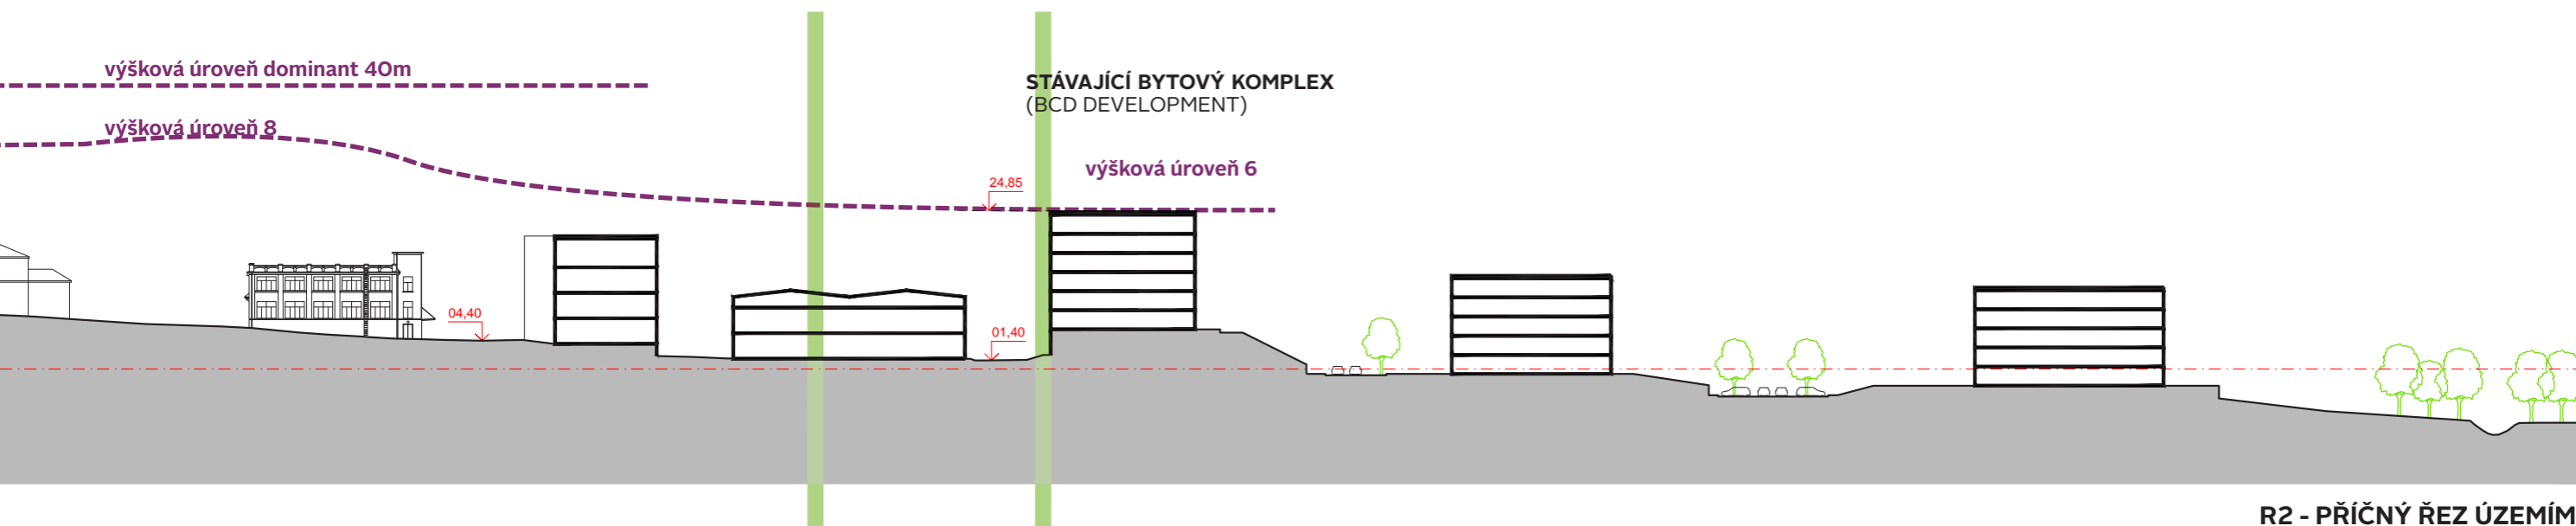 výšková úroveň dominant 40m
STÁVAJÍCÍ BYTOVÝ KOMPLEX
(BCD DEVELOPMENT)
výšková úroveň 8
výšková úroveň 6
24,85
04,40
01,40
R2 - PŘÍČNÝ ŘEZ ÚZEMÍM